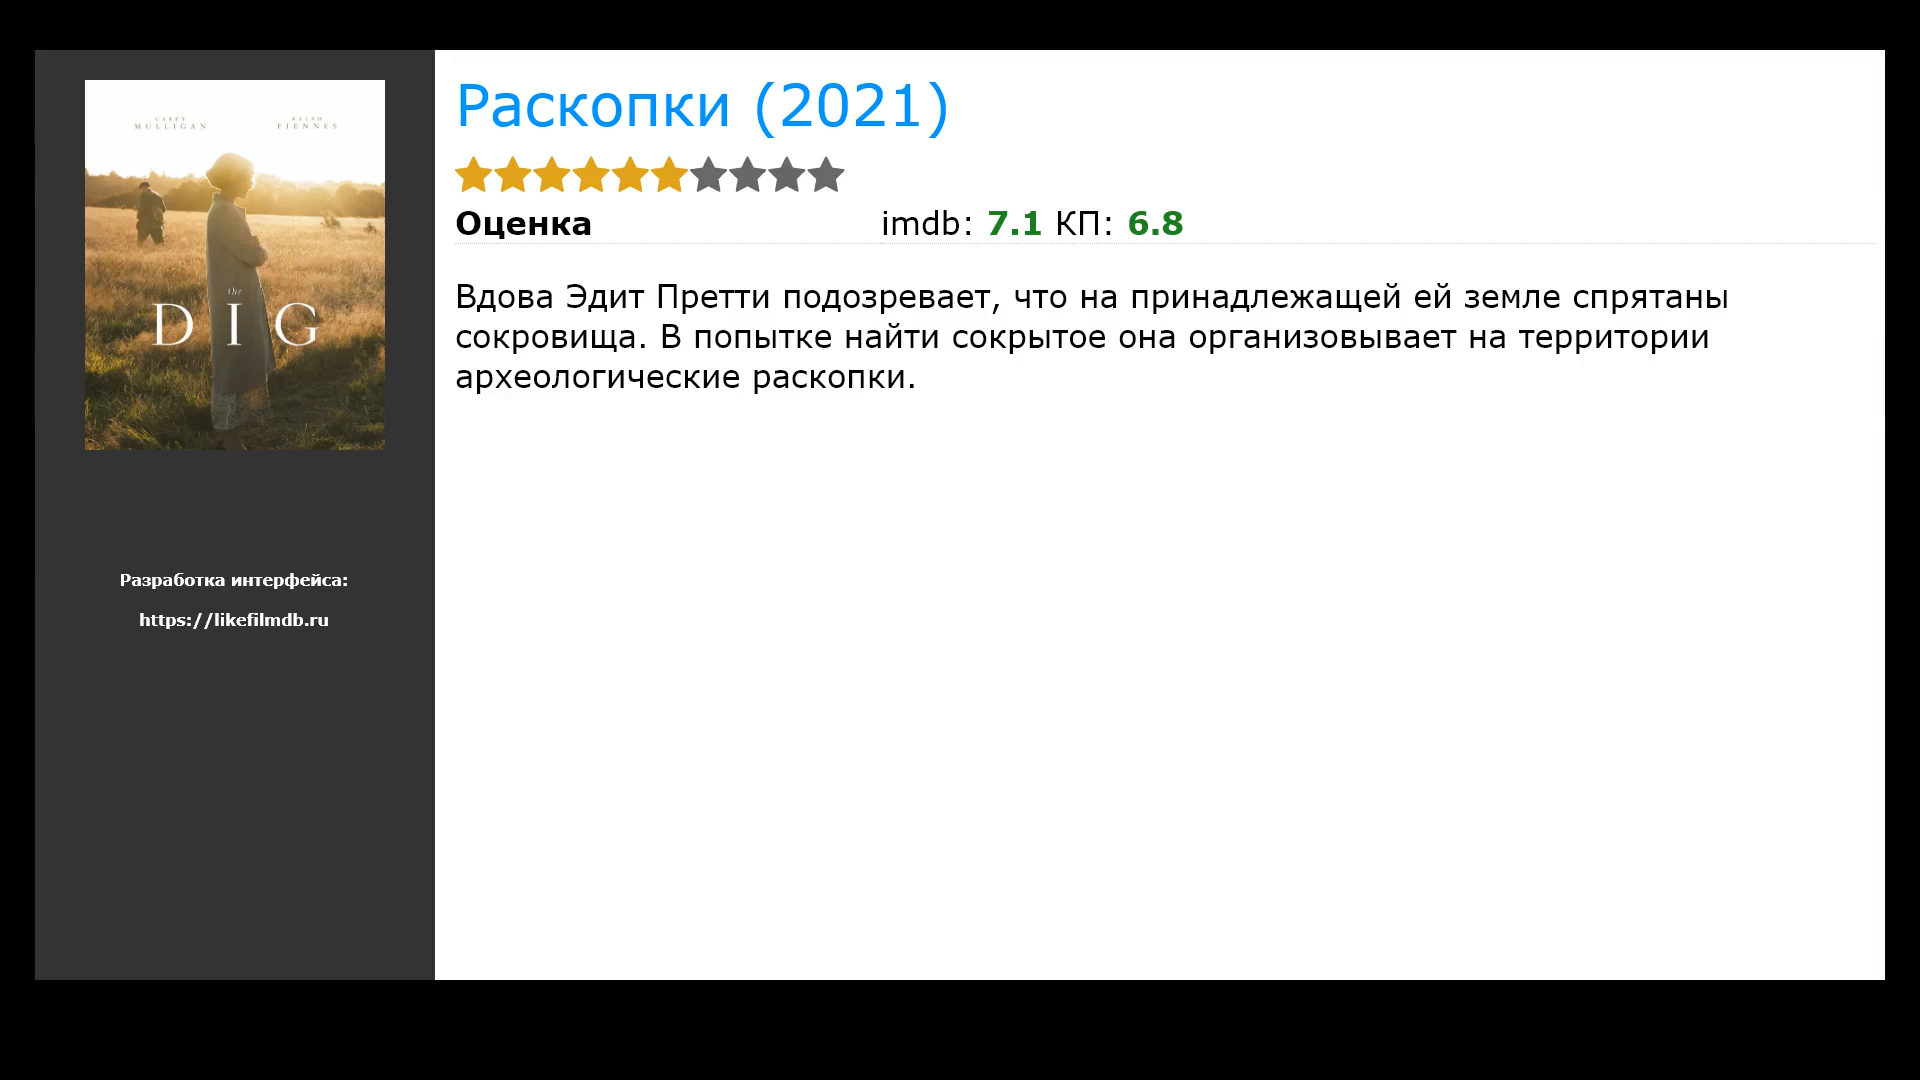 CAREY MULLIGAN
RALPH FIENNES
the
DIG
Разработка интерфейса:
https://likefilmdb.ru
Раскопки (2021)
Оценка imdb: 7.1 КП: 6.8
Вдова Эдит Претти подозревает, что на принадлежащей ей земле спрятаны
сокровища. В попытке найти сокрытое она организовывает на территории
археологические раскопки.